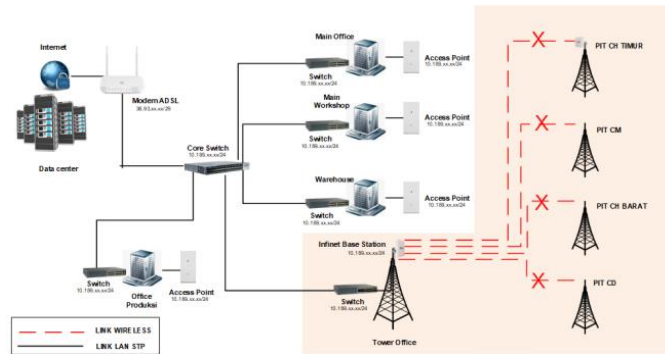 Internet
Modem ADSL
36.93.xx.xx/25
Data center
Core Switch
10.189.xx.xx/24
Main Office
Switch
10.189.xx.xx/24
Access Point
10.189.xx.xx/24
Main
Workshop
Switch
10.189.xx.xx/24
Access Point
10.189.xx.xx/24
Warehouse
Switch
10.189.xx.xx/24
Access Point
10.189.xx.xx/24
Switch
10.189.xx.xx/24
Office
Produksi
Access Point
10.189.xx.xx/24
Infinet Base Station
10.189.xx.xx/24
Switch
10.189.xx.xx/24
Tower Office
PIT CH TIMUR
PIT CM
PIT CH BARAT
PIT CD
LINK WIRELESS
LINK LAN STP